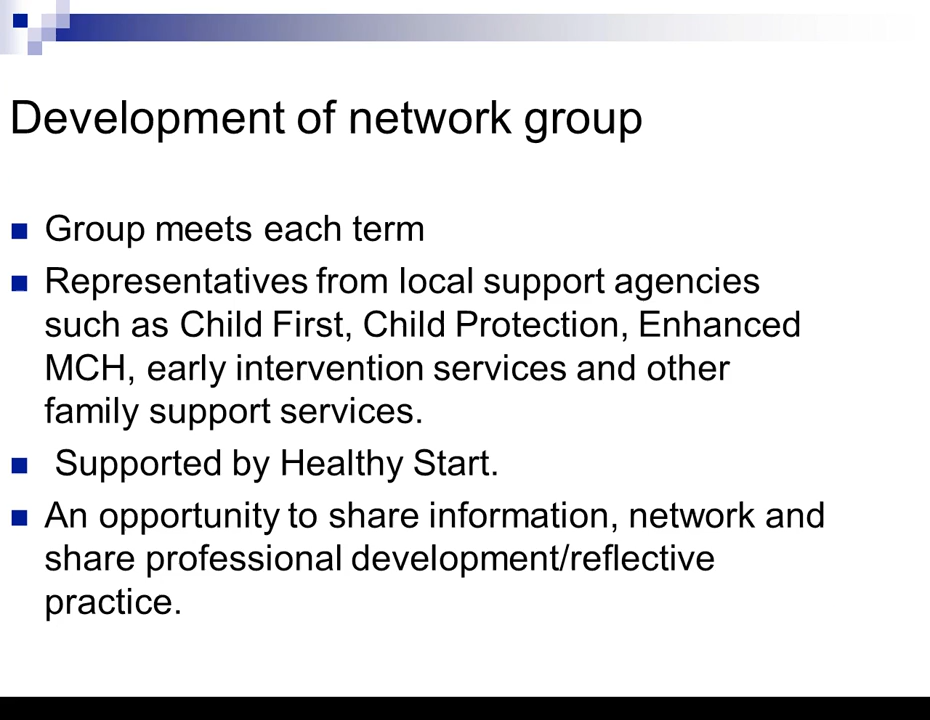 Development of network group
Group meets each term
Representatives from local support agencies
such as Child First, Child Protection, Enhanced
MCH, early intervention services and other
family support services.
Supported by Healthy Start.
An opportunity to share information, network and
share professional development/reflective
practice.